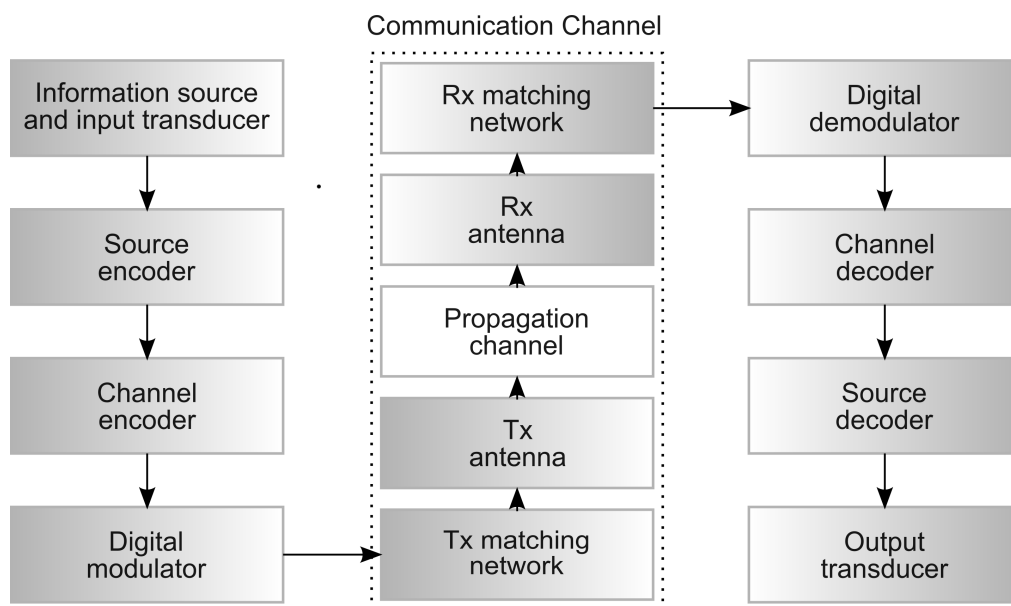 Communication Channel
Information source
and input transducer
Source
encoder
Channel
encoder
Digital
modulator
Tx matching
network
Tx
antenna
Propagation
channel
Rx
antenna
Rx matching
network
Digital
demodulator
Channel
decoder
Source
decoder
Output
transducer